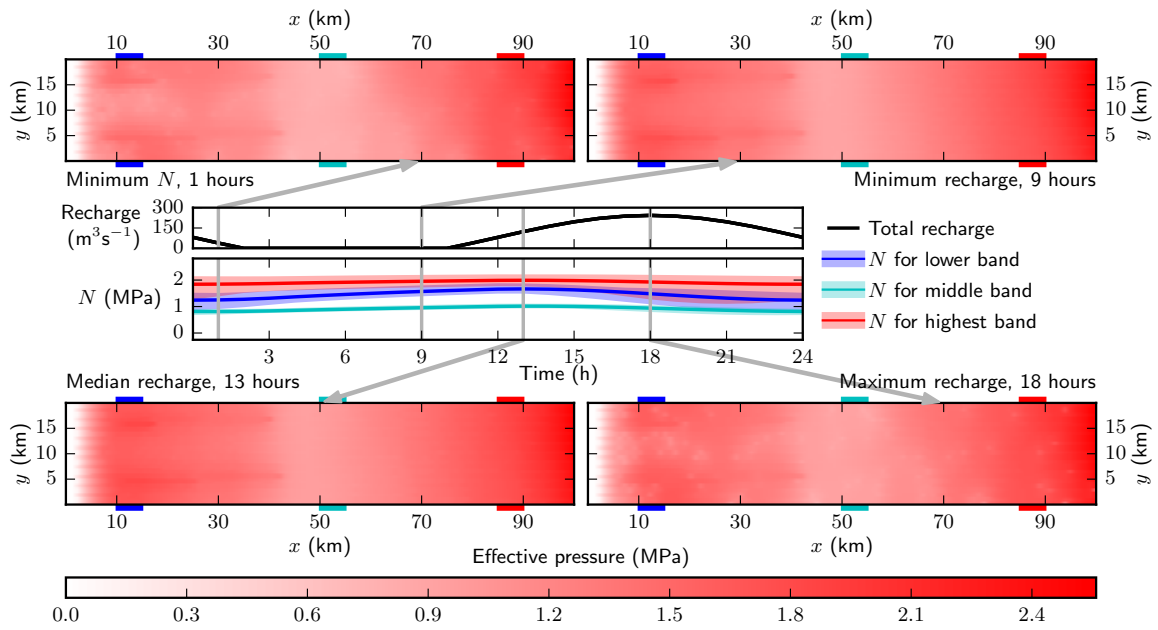 x (km) x (km)
10 30 50 70 90 10 30 50 70 90
y (km) 15 10 5 15 10 5 y (km)
Minimum N, 1 hours Minimum recharge, 9 hours
Recharge (m³s⁻¹) 300 150 0
N (MPa) 2 1 0
3 6 9 12 15 18 21 24
Time (h)
Total recharge
N for lower band
N for middle band
N for highest band
Median recharge, 13 hours Maximum recharge, 18 hours
y (km) 15 10 5 15 10 5 y (km)
10 30 50 70 90 10 30 50 70 90
x (km) x (km)
Effective pressure (MPa)
0.0 0.3 0.6 0.9 1.2 1.5 1.8 2.1 2.4